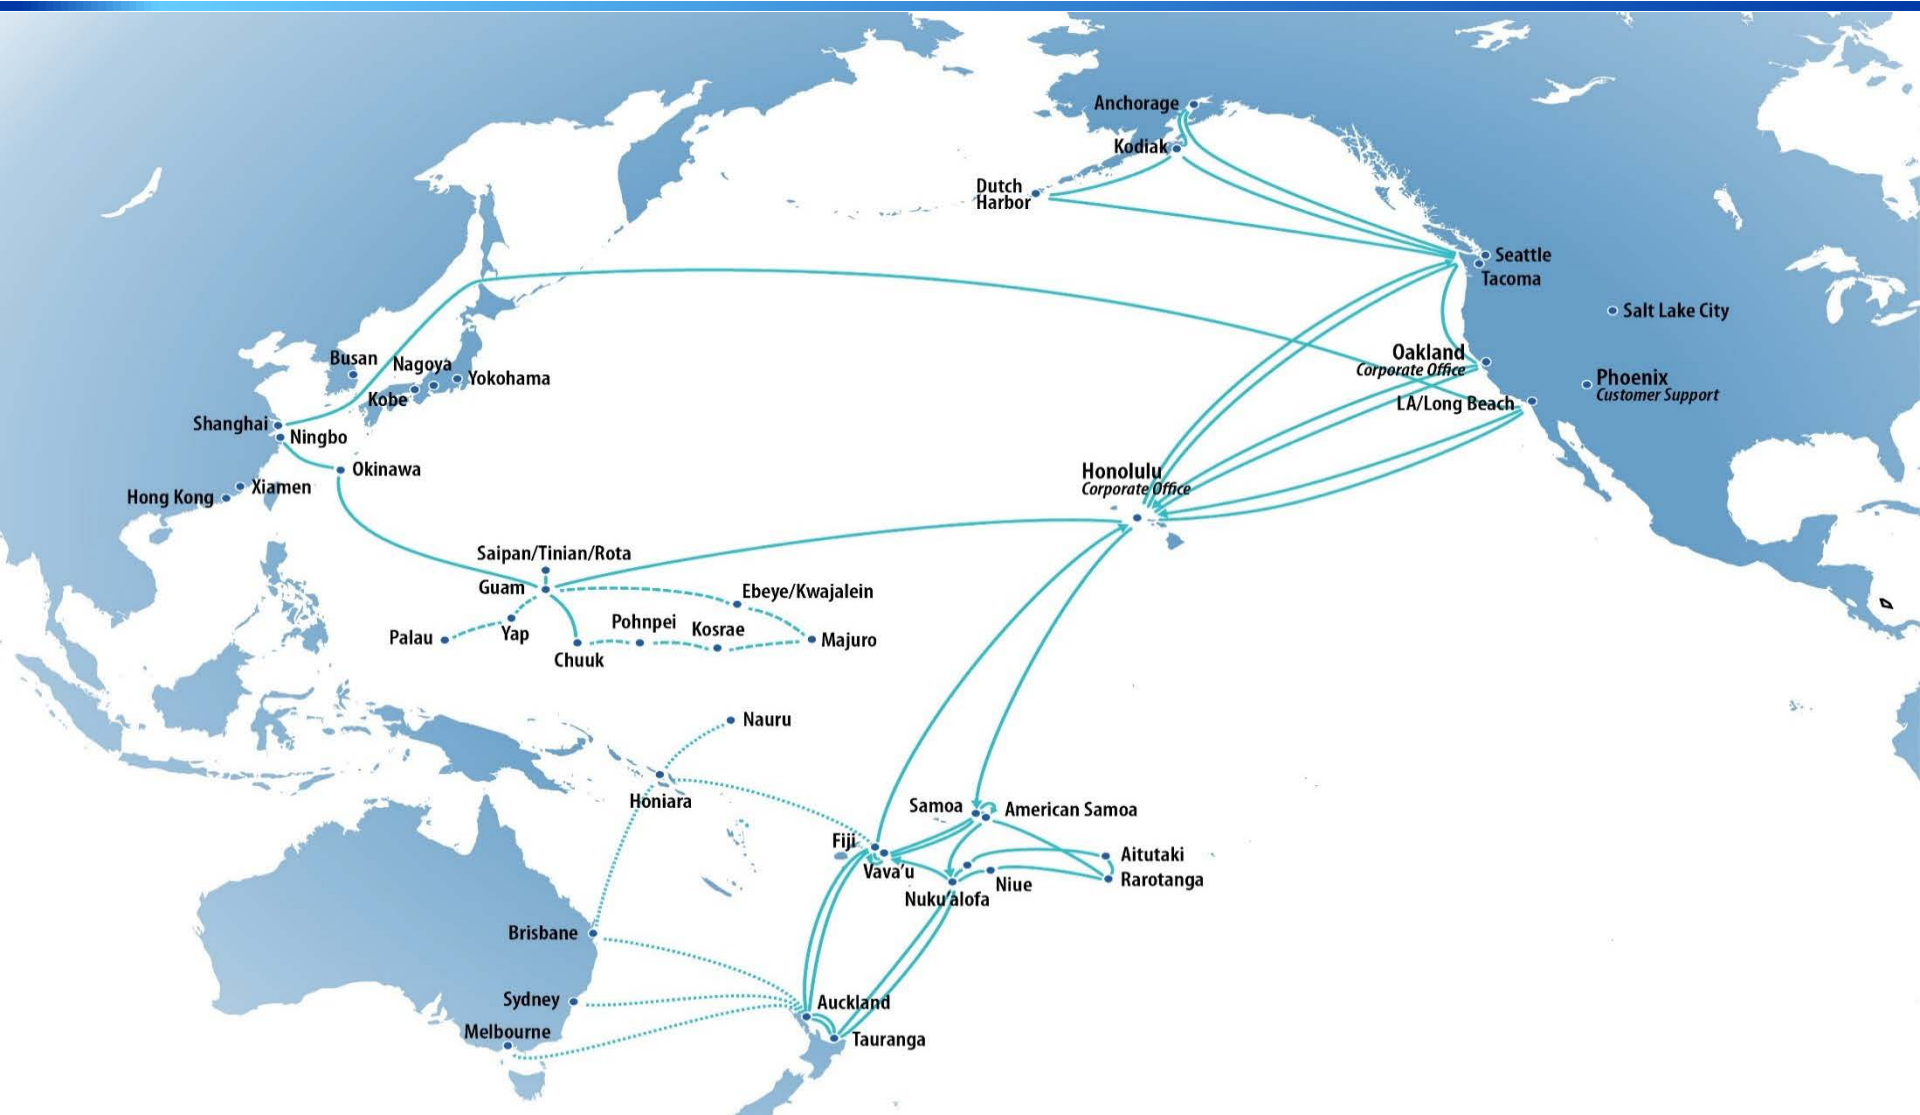 Anchorage
Kodiak
Dutch
Harbor
Seattle
Tacoma
Salt Lake City
Oakland
Corporate Office
Phoenix
Customer Support
LA/Long Beach
Busan
Nagoya
Yokohama
Kobe
Shanghai
Ningbo
Okinawa
Xiamen
Hong Kong
Honolulu
Corporate Office
Saipan/Tinian/Rota
Guam
Ebeye/Kwajalein
Palau
Yap
Pohnpei
Kosrae
Majuro
Chuuk
Nauru
Honiara
Samoa
American Samoa
Fiji
Vava'u
Aitutaki
Rarotanga
Niue
Nuku'alofa
Brisbane
Sydney
Auckland
Melbourne
Tauranga